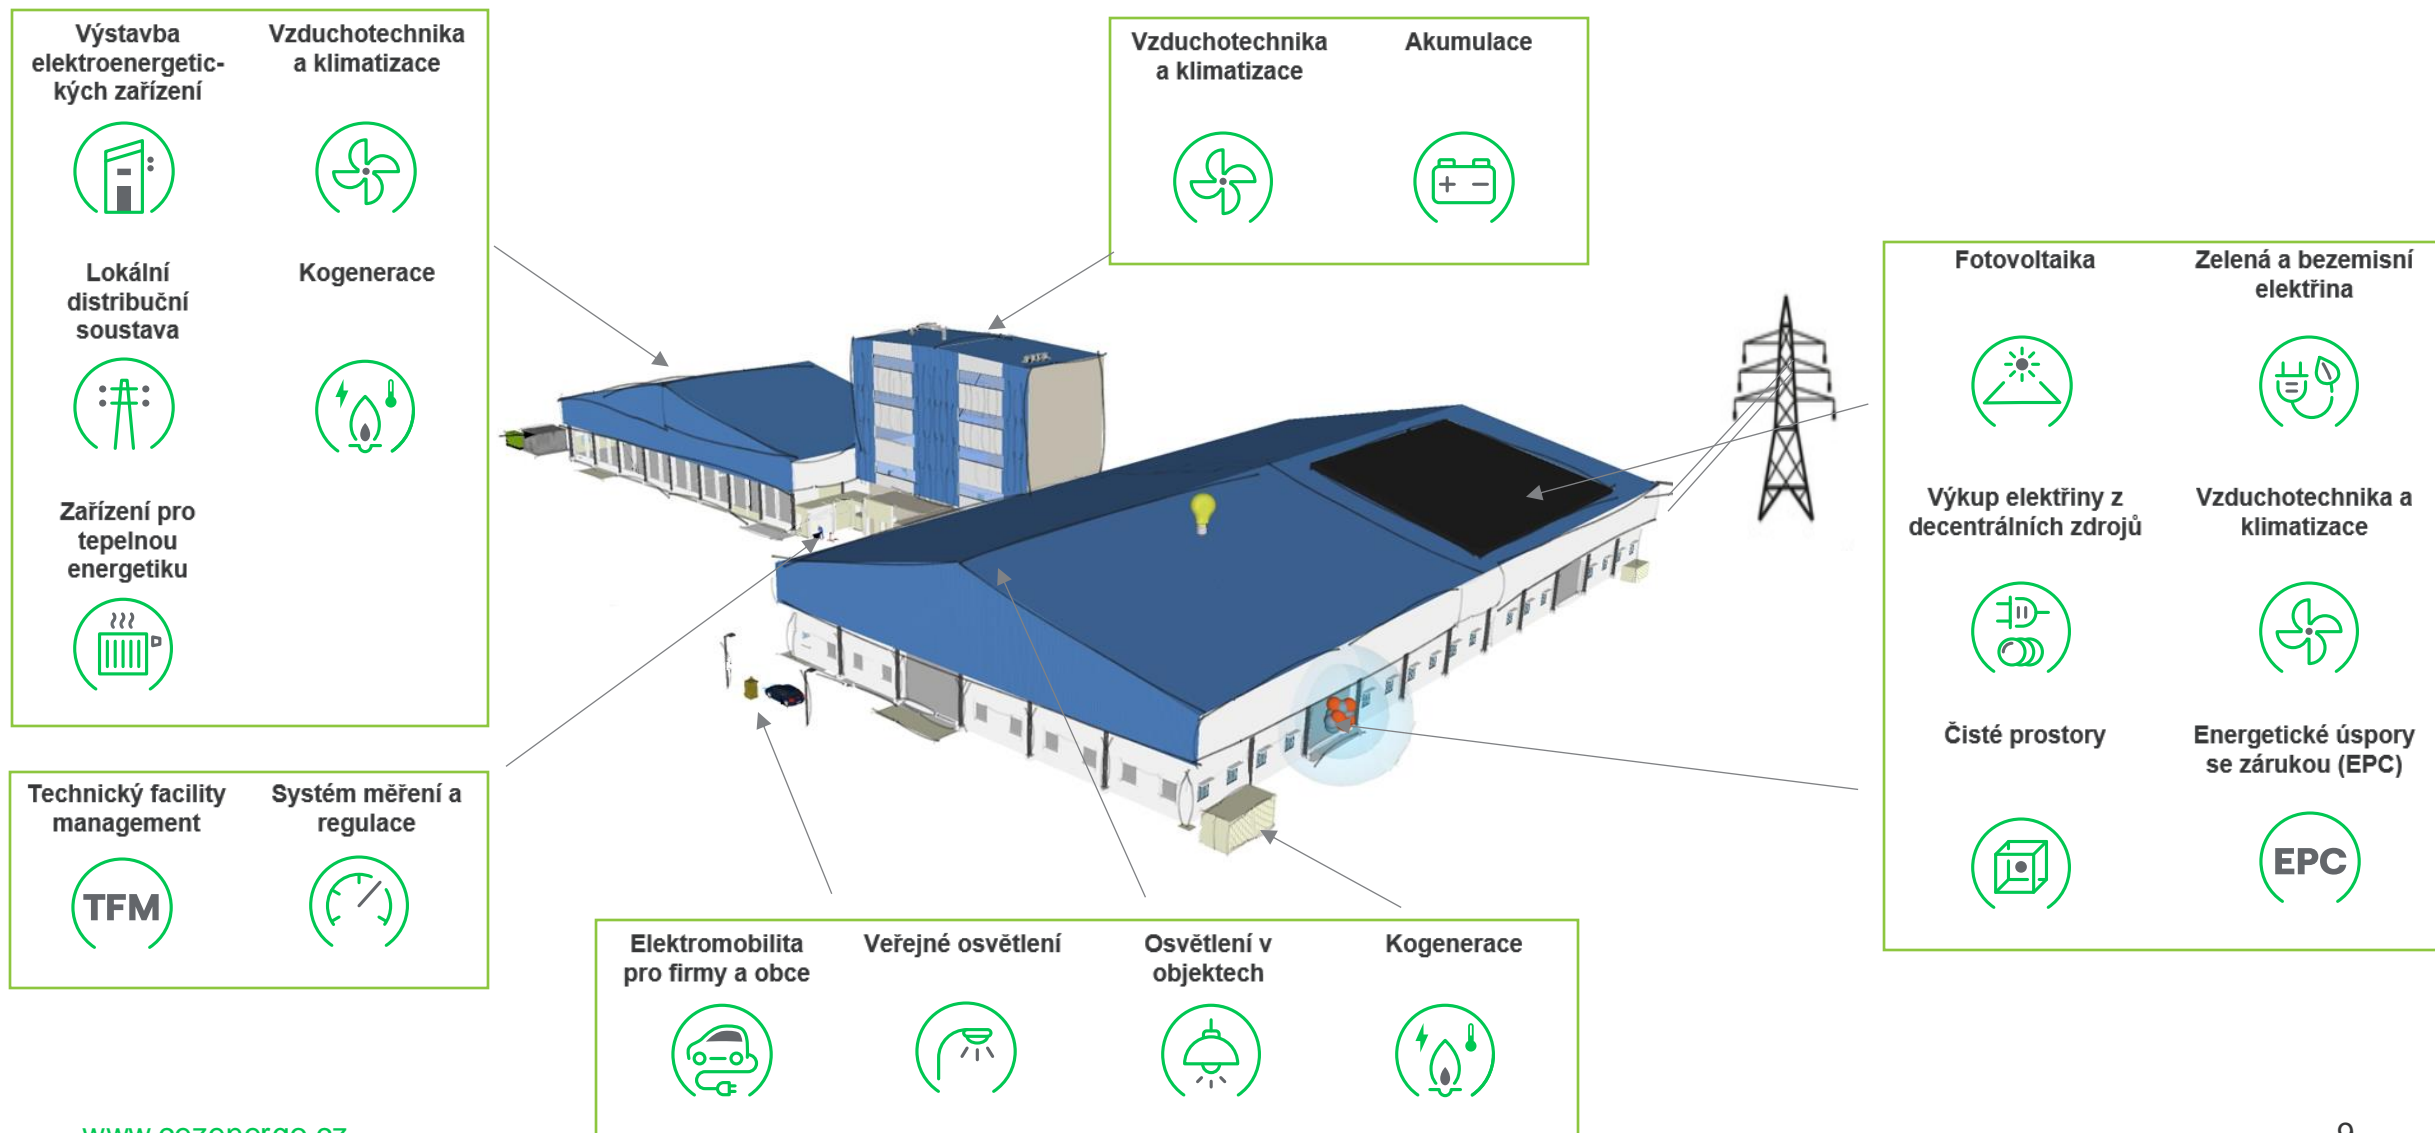 Výstavba
elektroenergetic-
kých zařízení
Vzduchotechnika
a klimatizace
Lokální
distribuční
soustava
Kogenerace
Zařízení pro
tepelnou
energetiku
Technický facility
management
TFM
Systém měření a
regulace
Vzduchotechnika
a klimatizace
Akumulace
Elektromobilita
pro firmy a obce
Veřejné osvětlení
Osvětlení v
objektech
Kogenerace
Fotovoltaika
Zelená a bezemisní
elektřina
Výkup elektřiny z
decentrálních zdrojů
Vzduchotechnika a
klimatizace
Čisté prostory
Energetické úspory
se zárukou (EPC)
EPC